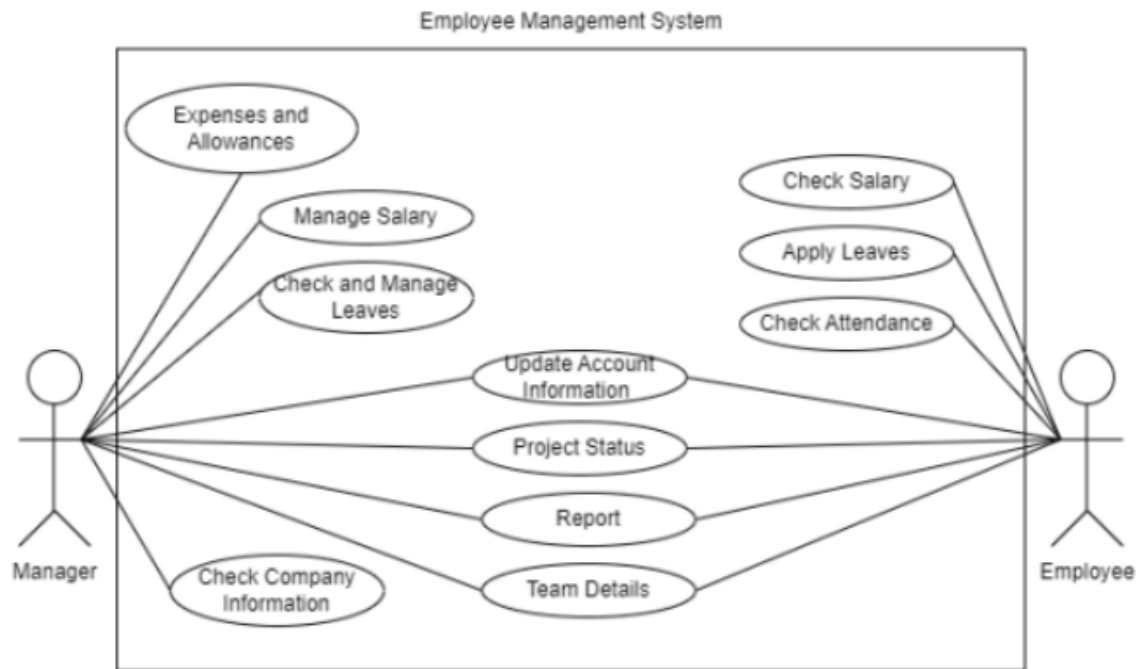 Employee Management System
Expenses and
Allowances
Check Salary
Manage Salary
Apply Leaves
Check and Manage
Leaves
Check Attendance
Update Account
Information
Project Status
Report
Manager
Check Company
Information
Team Details
Employee